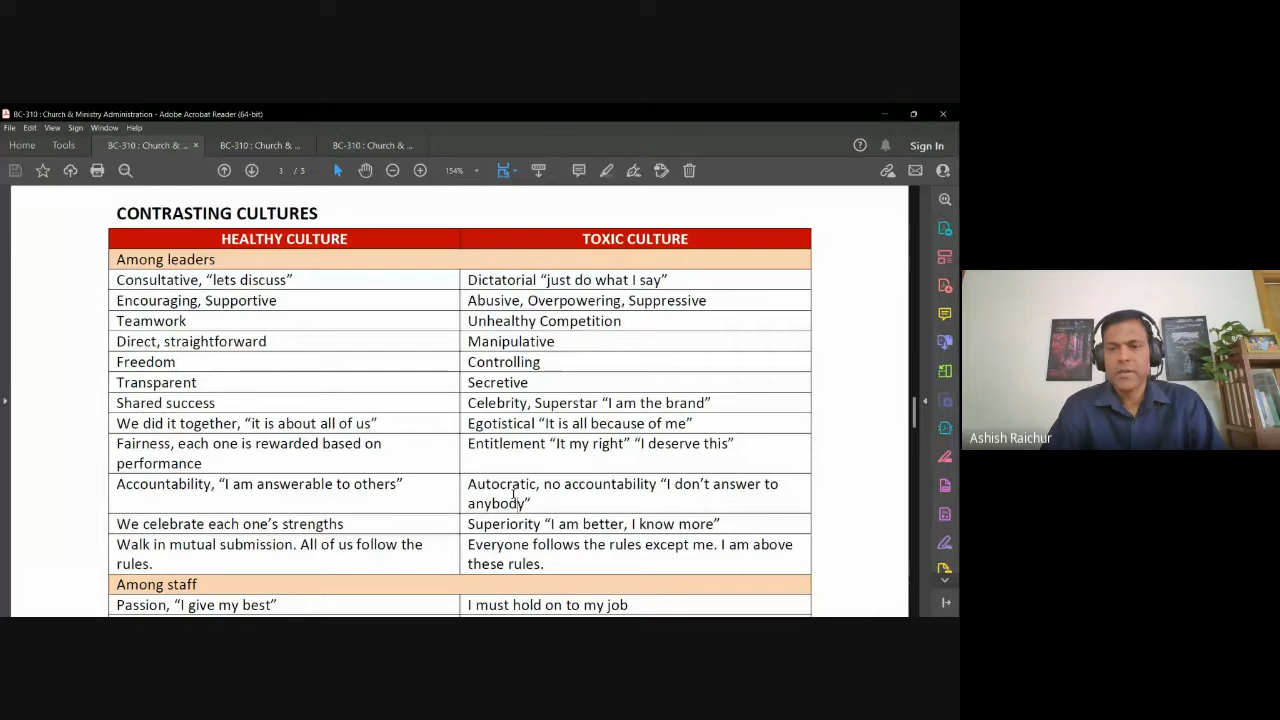 BC-310 : Church & Ministry Administration - Adobe Acrobat Reader (64-bit)
File Edit View Sign Window Help
Home Tools BC-310 : Church & ... × BC-310 : Church & ... BC-310 : Church & ... Sign In
3 / 5 154%
CONTRASTING CULTURES
HEALTHY CULTURE TOXIC CULTURE
Among leaders
Consultative, “lets discuss” Dictatorial “just do what I say”
Encouraging, Supportive Abusive, Overpowering, Suppressive
Teamwork Unhealthy Competition
Direct, straightforward Manipulative
Freedom Controlling
Transparent Secretive
Shared success Celebrity, Superstar “I am the brand”
We did it together, “it is about all of us” Egotistical “It is all because of me”
Fairness, each one is rewarded based on Entitlement “It my right” “I deserve this”
performance
Accountability, “I am answerable to others” Autocratic, no accountability “I don’t answer to
anybody”
We celebrate each one’s strengths Superiority “I am better, I know more”
Walk in mutual submission. All of us follow the Everyone follows the rules except me. I am above
rules. these rules.
Among staff
Passion, “I give my best” I must hold on to my job
Ashish Raichur